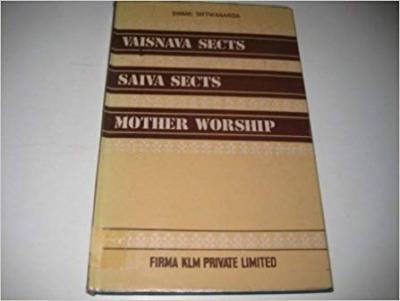 SWAMI TATTWANANDA
VAISNAVA SECTS
SAIVA SECTS
MOTHER WORSHIP
FIRMA KLM PRIVATE LIMITED